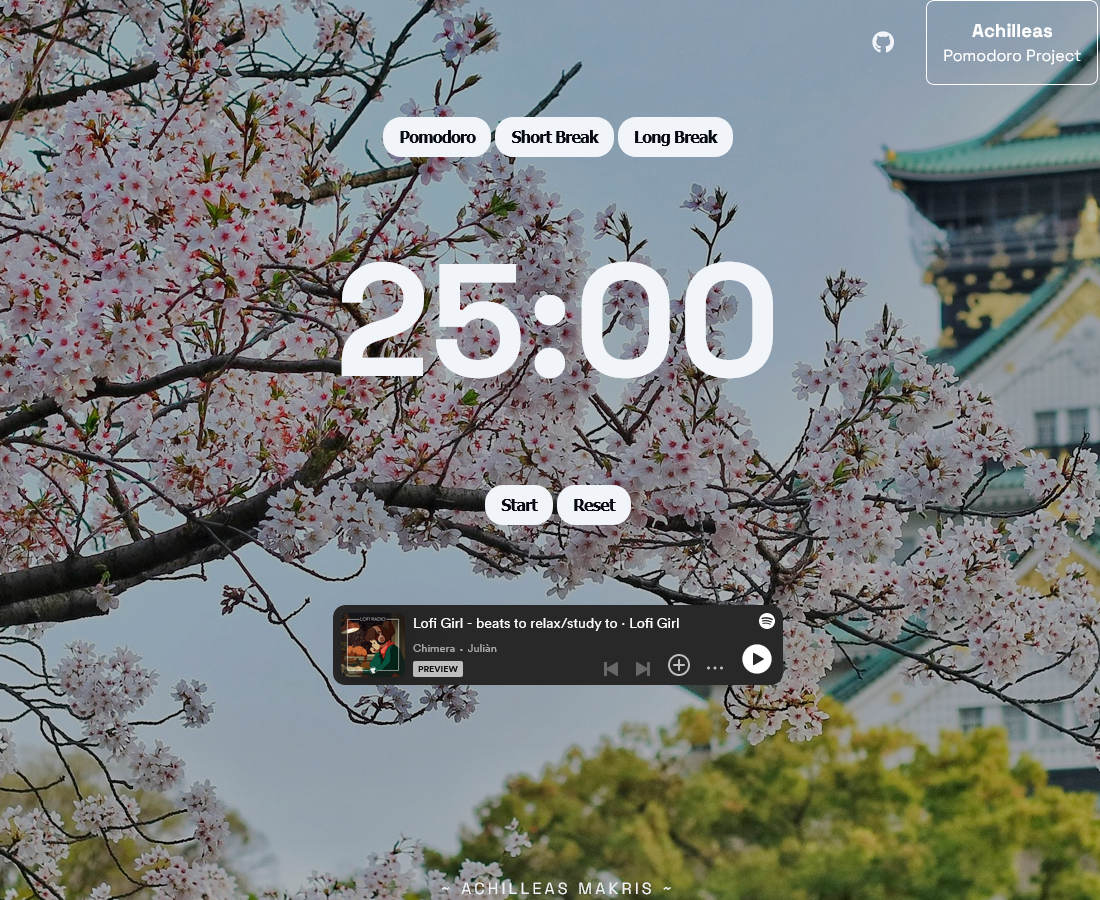 Achilleas
Pomodoro Project
Pomodoro
Short Break
Long Break
25:00
Start
Reset
LOFI RADIO
Lofi Girl - beats to relax/study to · Lofi Girl
Chimera • Juliàn
PREVIEW
~ ACHILLEAS MAKRIS ~